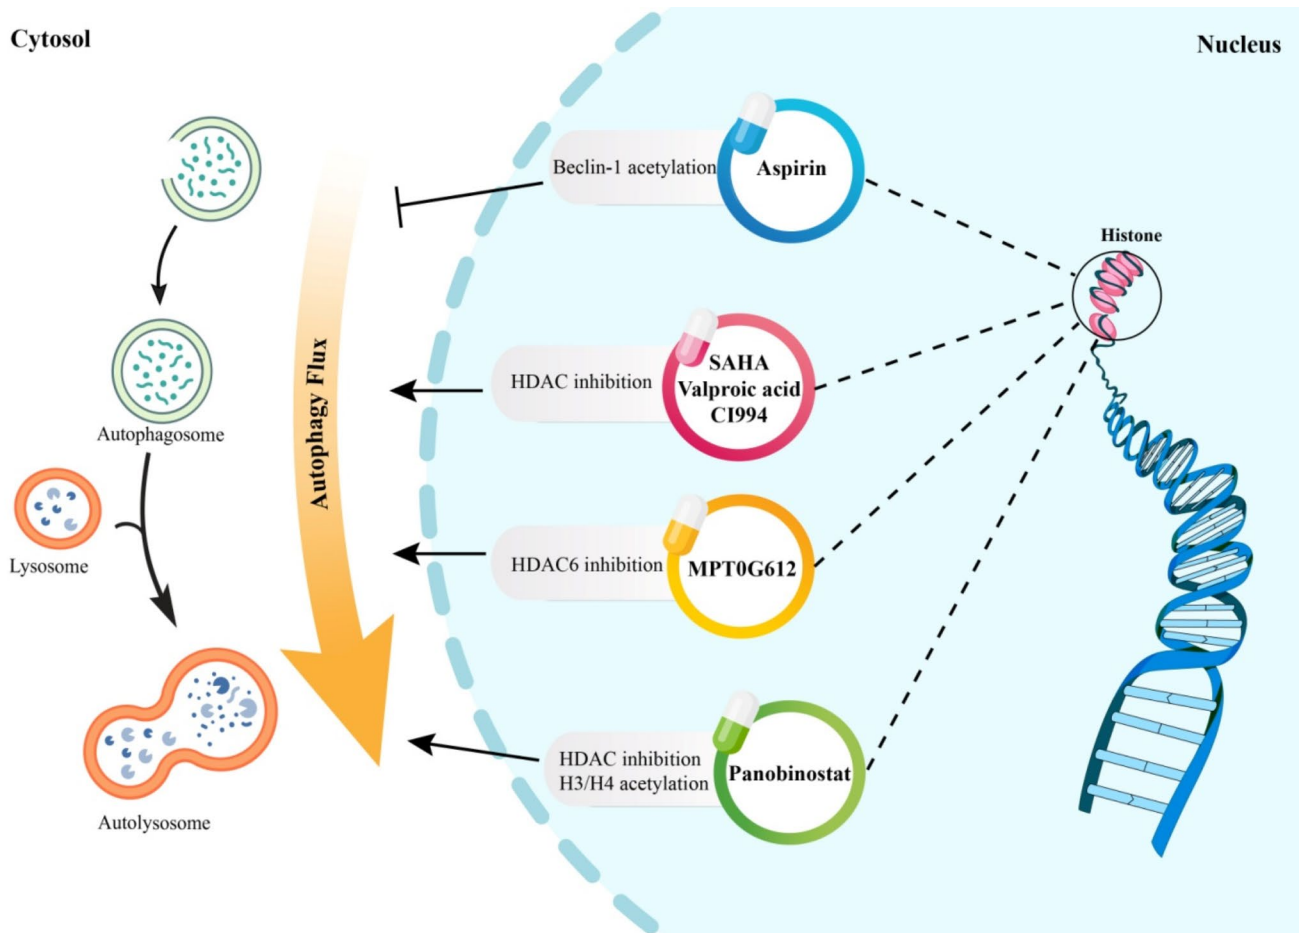 Cytosol
Nucleus
Beclin-1 acetylation
Aspirin
Histone
HDAC inhibition
SAHA
Valproic acid
CI994
Autophagy Flux
Autophagosome
Lysosome
HDAC6 inhibition
MPT0G612
HDAC inhibition
H3/H4 acetylation
Panobinostat
Autolysosome